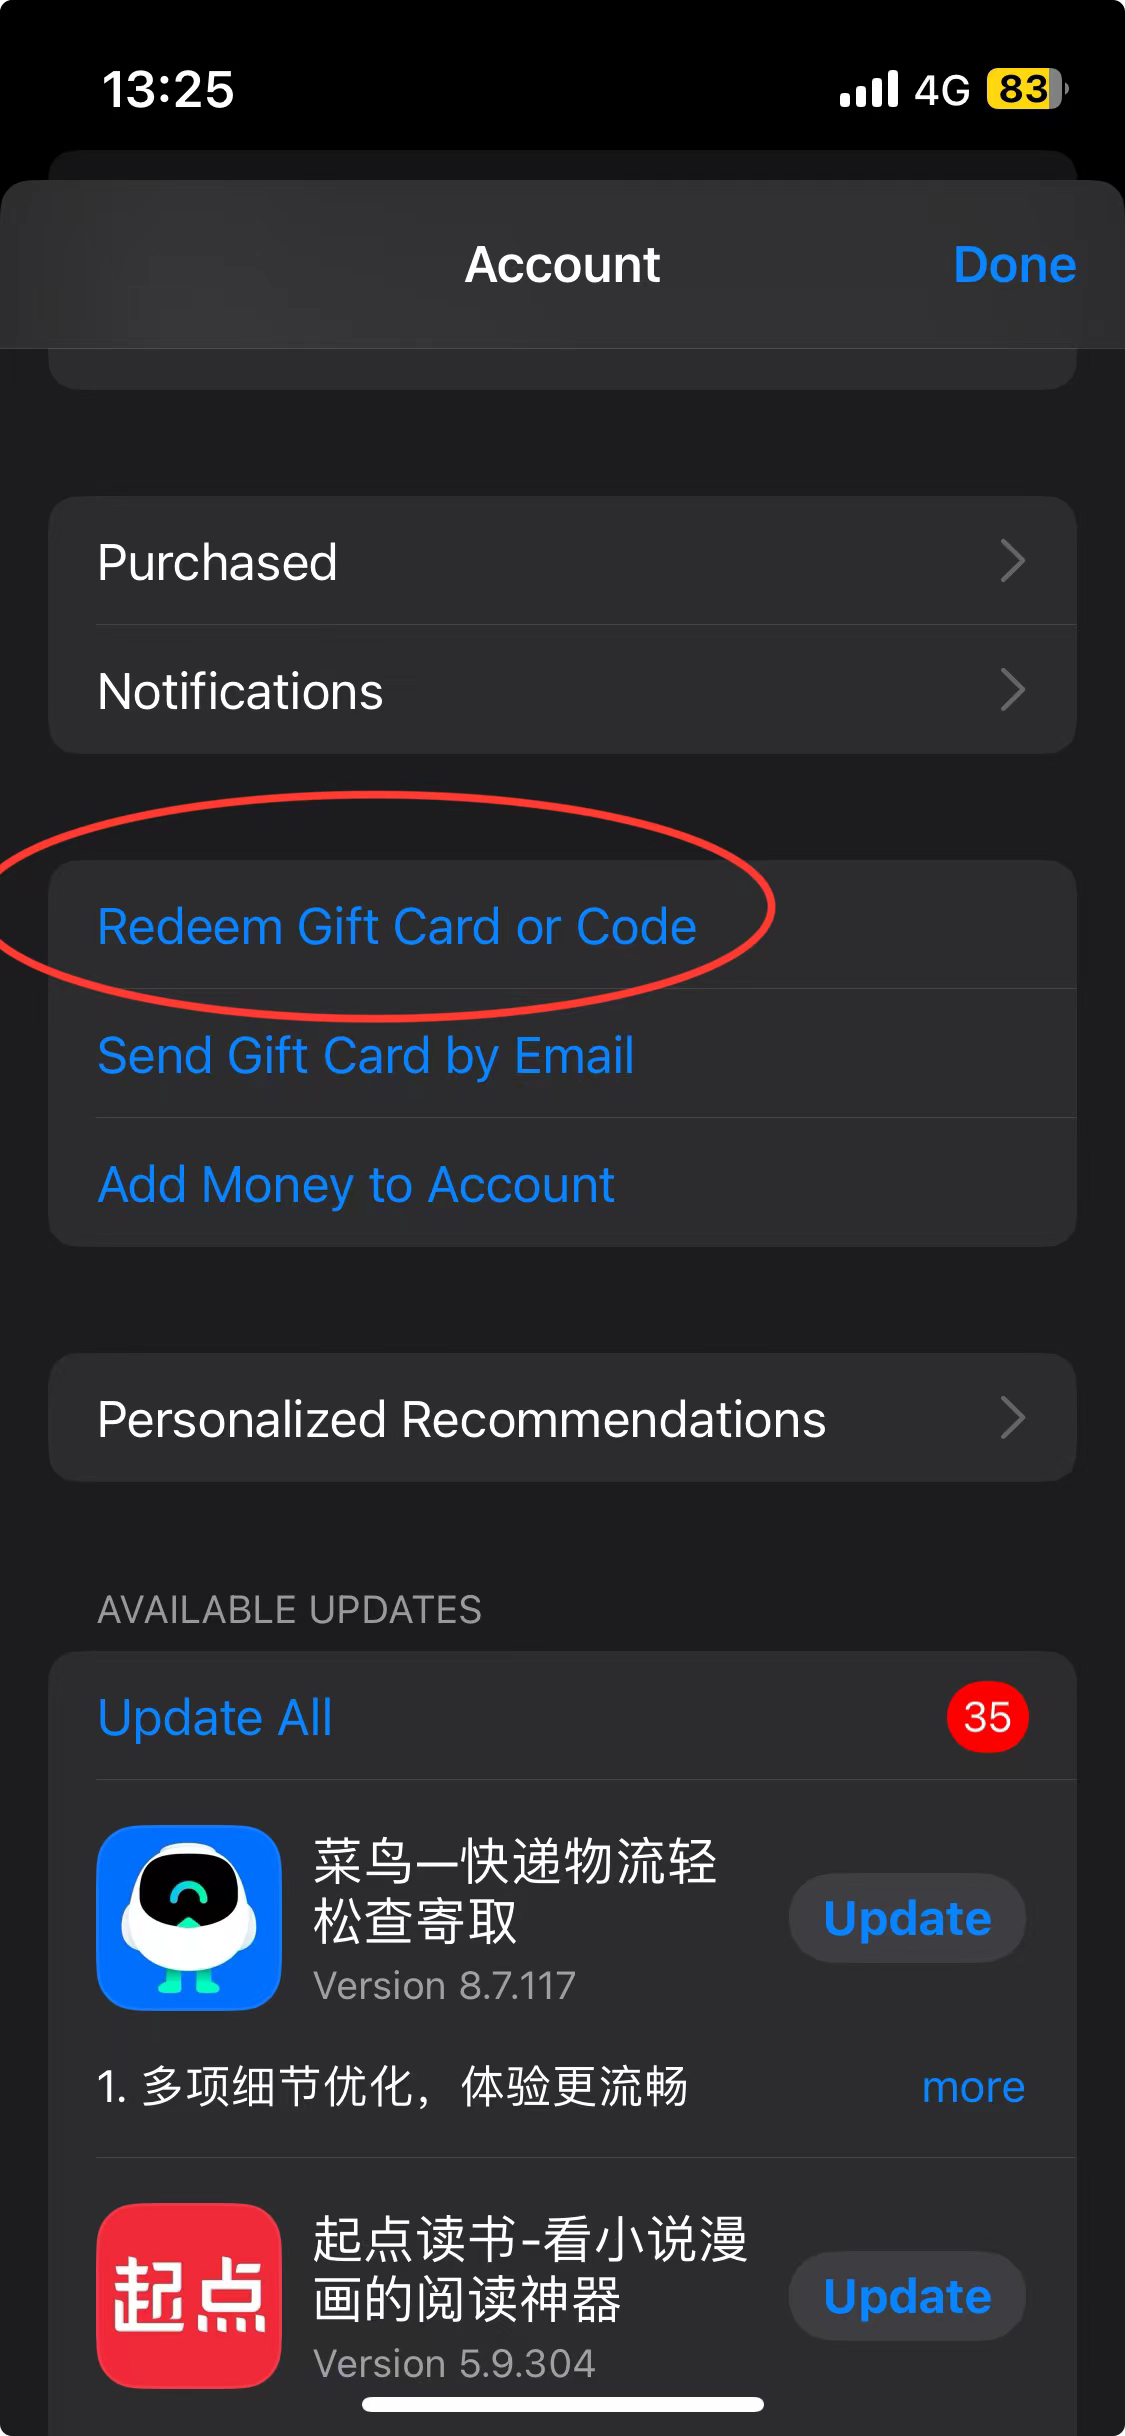 13:25
4G
83
Account
Done
Purchased
Notifications
Redeem Gift Card or Code
Send Gift Card by Email
Add Money to Account
Personalized Recommendations
AVAILABLE UPDATES
Update All
35
菜鸟—快递物流轻
松查寄取
Version 8.7.117
Update
1. 多项细节优化，体验更流畅
more
起点
起点读书-看小说漫
画的阅读神器
Version 5.9.304
Update